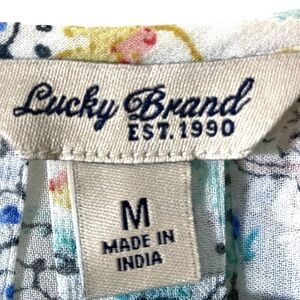 Lucky Brand
EST. 1990
M
MADE IN
INDIA